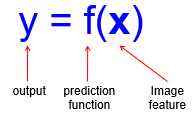 y = f(x)
output prediction function Image feature